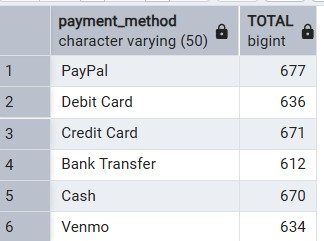 payment_method
character varying (50)
TOTAL
bigint
1 PayPal 677
2 Debit Card 636
3 Credit Card 671
4 Bank Transfer 612
5 Cash 670
6 Venmo 634